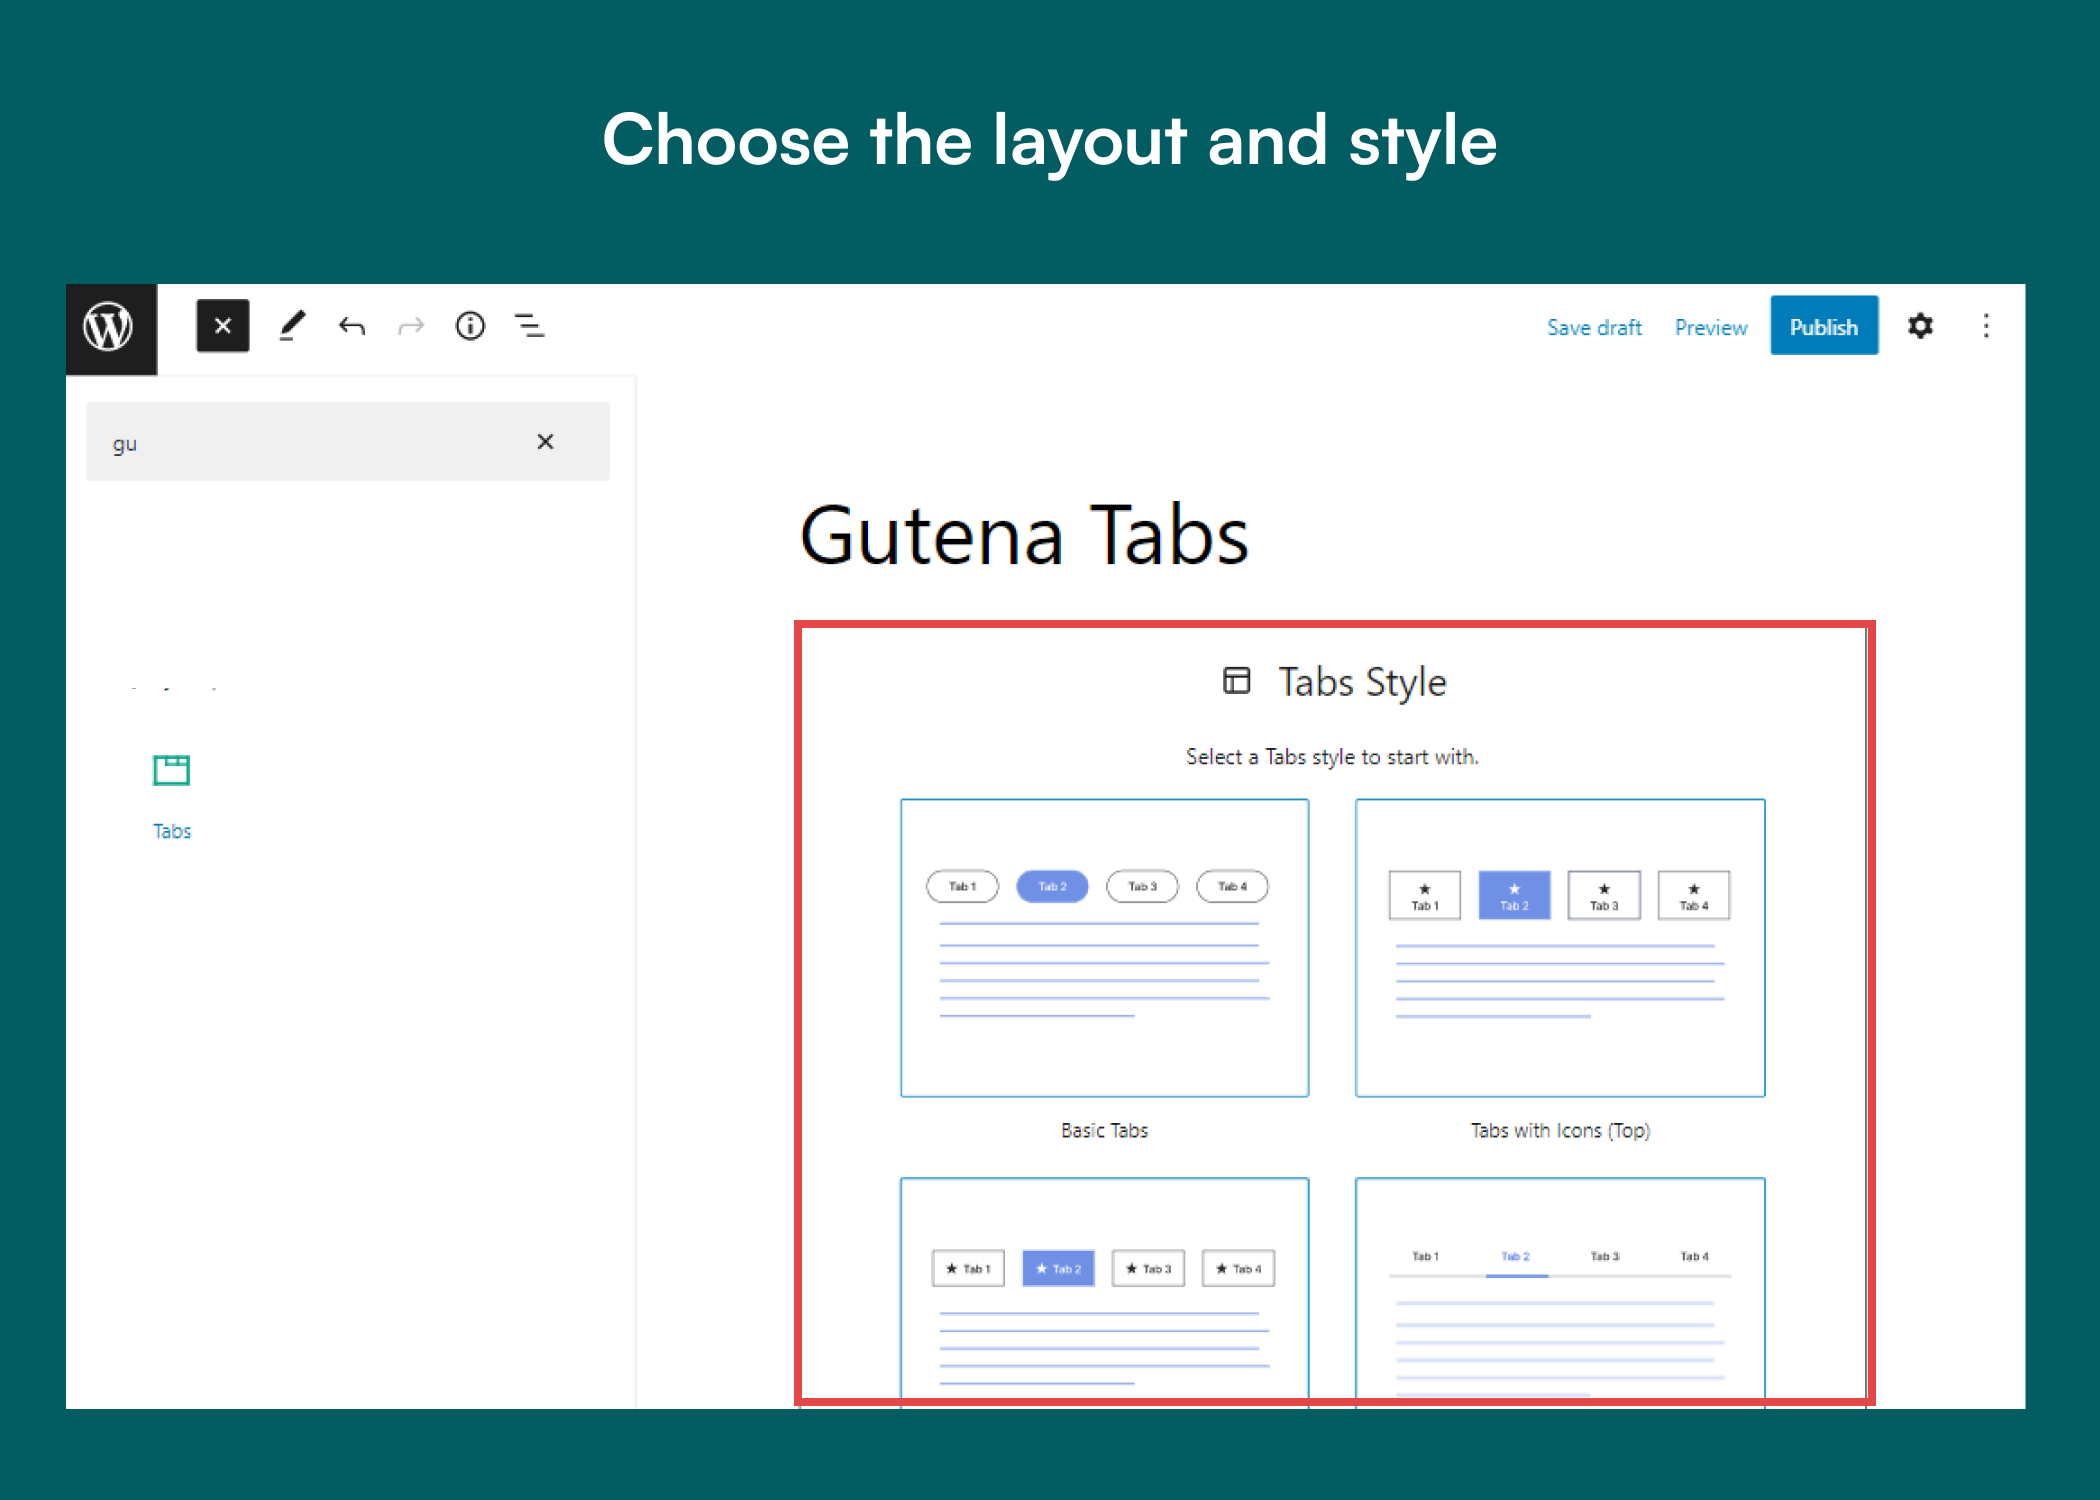 Choose the layout and style
Save draft Preview Publish
gu
Gutena Tabs
Tabs Style
Select a Tabs style to start with.
Tabs
Tab 1 Tab 2 Tab 3 Tab 4
Tab 1 Tab 2 Tab 3 Tab 4
Basic Tabs
Tabs with Icons (Top)
Tab 1 Tab 2 Tab 3 Tab 4
Tab 1 Tab 2 Tab 3 Tab 4